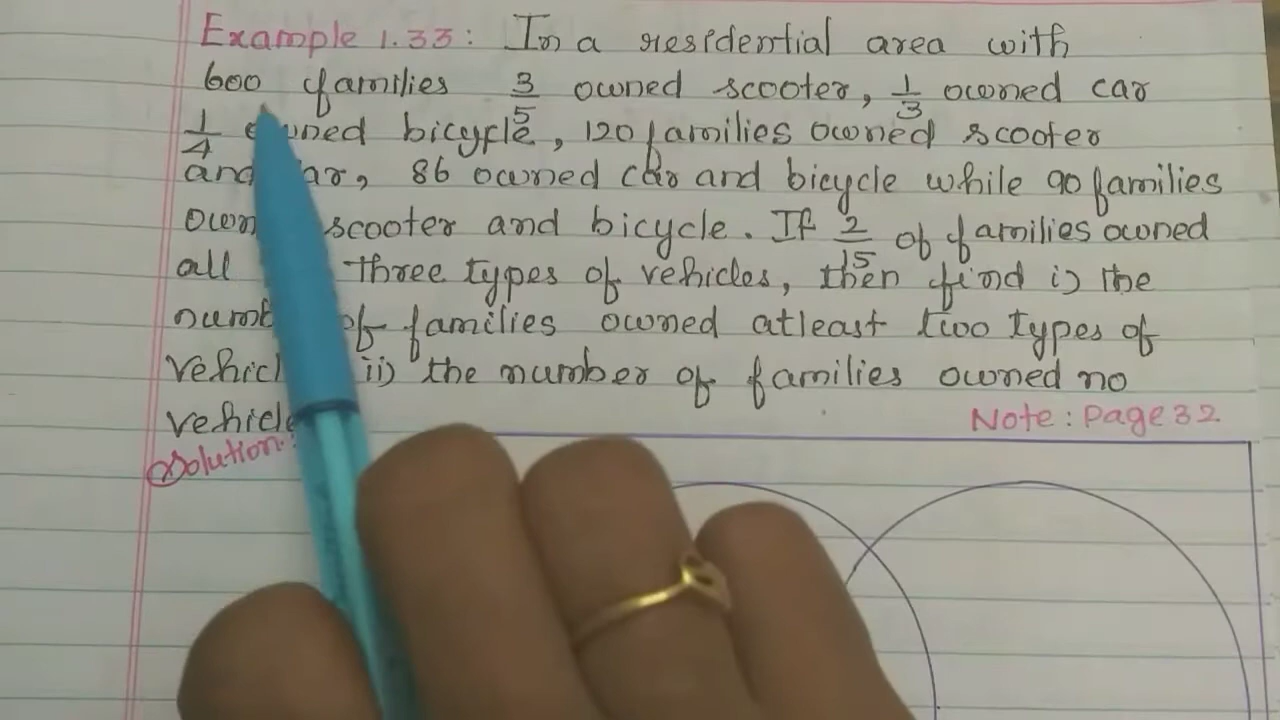 Example 1.33: In a residential area with
600 families 3/5 owned scooter, 1/3 owned car
1/4 owned bicycle, 120 families owned scooter
and car, 86 owned car and bicycle while 90 families
scooter and bicycle. If 2/15 of families owned
all three types of vehicles, then find i) the
of families owned atleast two types of
ii) the number of families owned no
Note: Page 32
Solution: